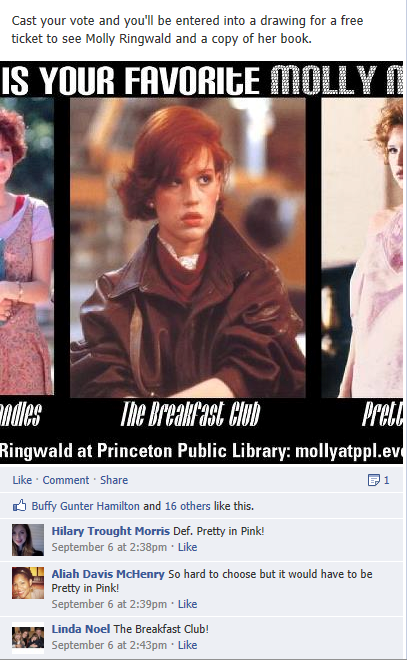 Cast your vote and you'll be entered into a drawing for a free
ticket to see Molly Ringwald and a copy of her book.
IS YOUR FAVORITE MOLLY
ndles The Breakfast Club Prett
Ringwald at Princeton Public Library: mollyatppl.eve
Like · Comment · Share 1
Buffy Gunter Hamilton and 16 others like this.
Hilary Trought Morris Def. Pretty in Pink!
September 6 at 2:38pm · Like
Aliah Davis McHenry So hard to choose but it would have to be
Pretty in Pink!
September 6 at 2:39pm · Like
Linda Noel The Breakfast Club!
September 6 at 2:43pm · Like